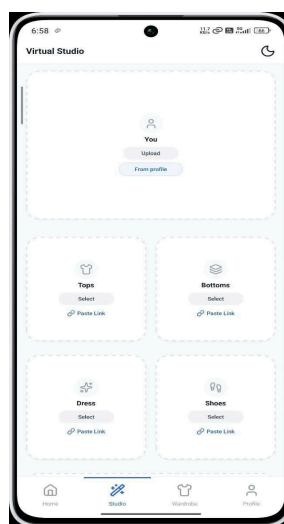 6:58
Virtual Studio
You
Upload
From profile
Tops
Bottoms
Select
Select
Paste Link
Paste Link
Dress
Shoes
Select
Select
Paste Link
Paste Link
Home
Studio
Wardrobe
Profile